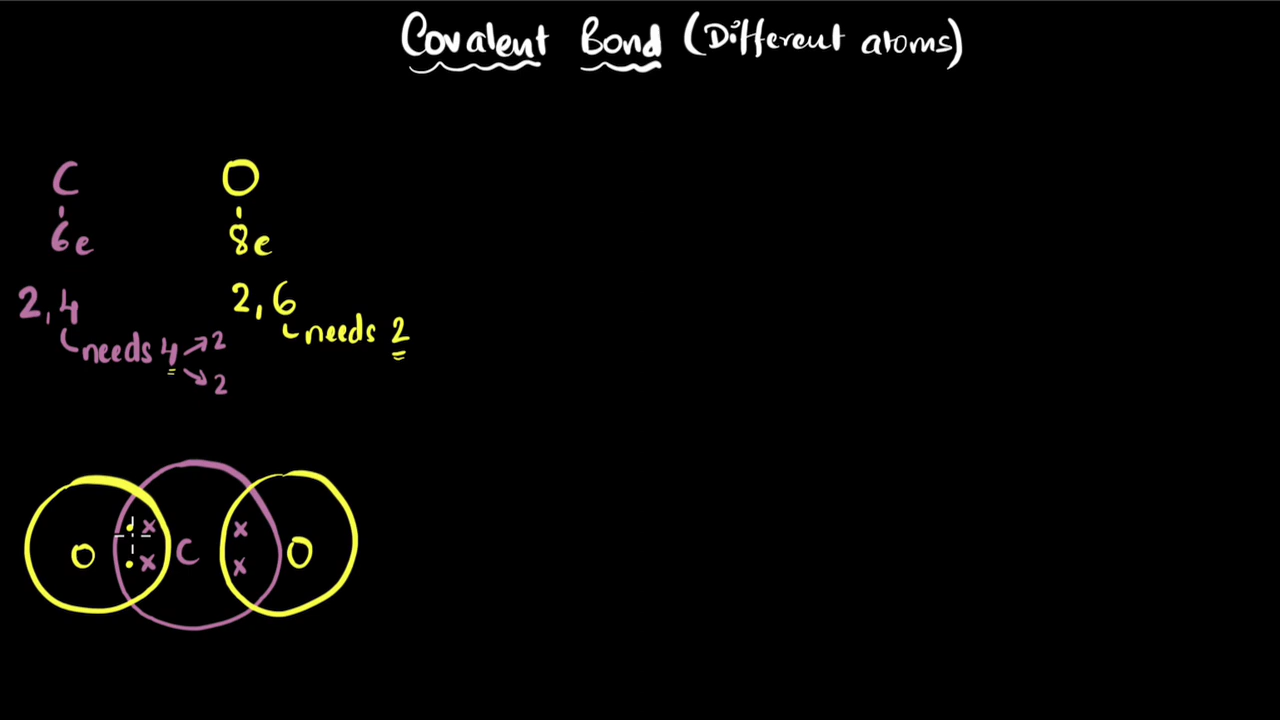 Covalent Bond (Different atoms)
C O
6e 8e
2,4 2,6
needs 4 2 needs 2
2
O x C x O
x x